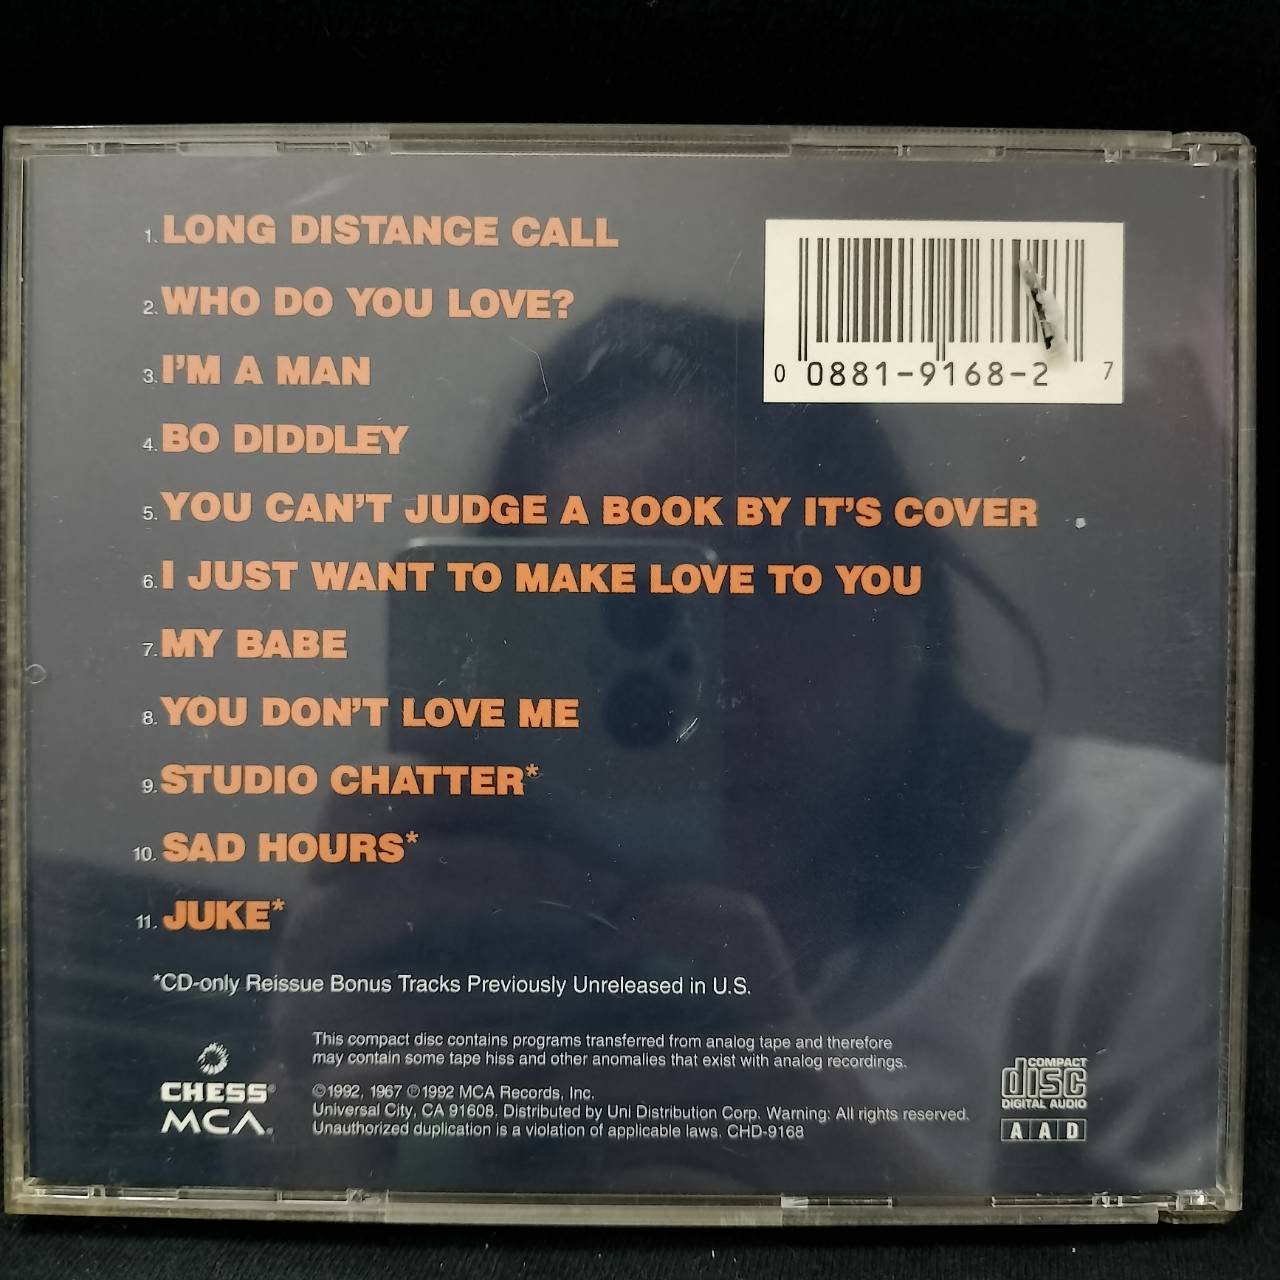 1. LONG DISTANCE CALL
2. WHO DO YOU LOVE?
3. I'M A MAN
4. BO DIDDLEY
5. YOU CAN'T JUDGE A BOOK BY IT'S COVER
6. I JUST WANT TO MAKE LOVE TO YOU
7. MY BABE
8. YOU DON'T LOVE ME
9. STUDIO CHATTER*
10. SAD HOURS*
11. JUKE*
*CD-only Reissue Bonus Tracks Previously Unreleased in U.S.
0 0881-9168-2 7
This compact disc contains programs transferred from analog tape and therefore
may contain some tape hiss and other anomalies that exist with analog recordings.
©1992, 1967 ℗1992 MCA Records, Inc.
Universal City, CA 91608. Distributed by Uni Distribution Corp. Warning: All rights reserved.
Unauthorized duplication is a violation of applicable laws. CHD-9168
CHESS®
MCA.
COMPACT
disc
DIGITAL AUDIO
AAD